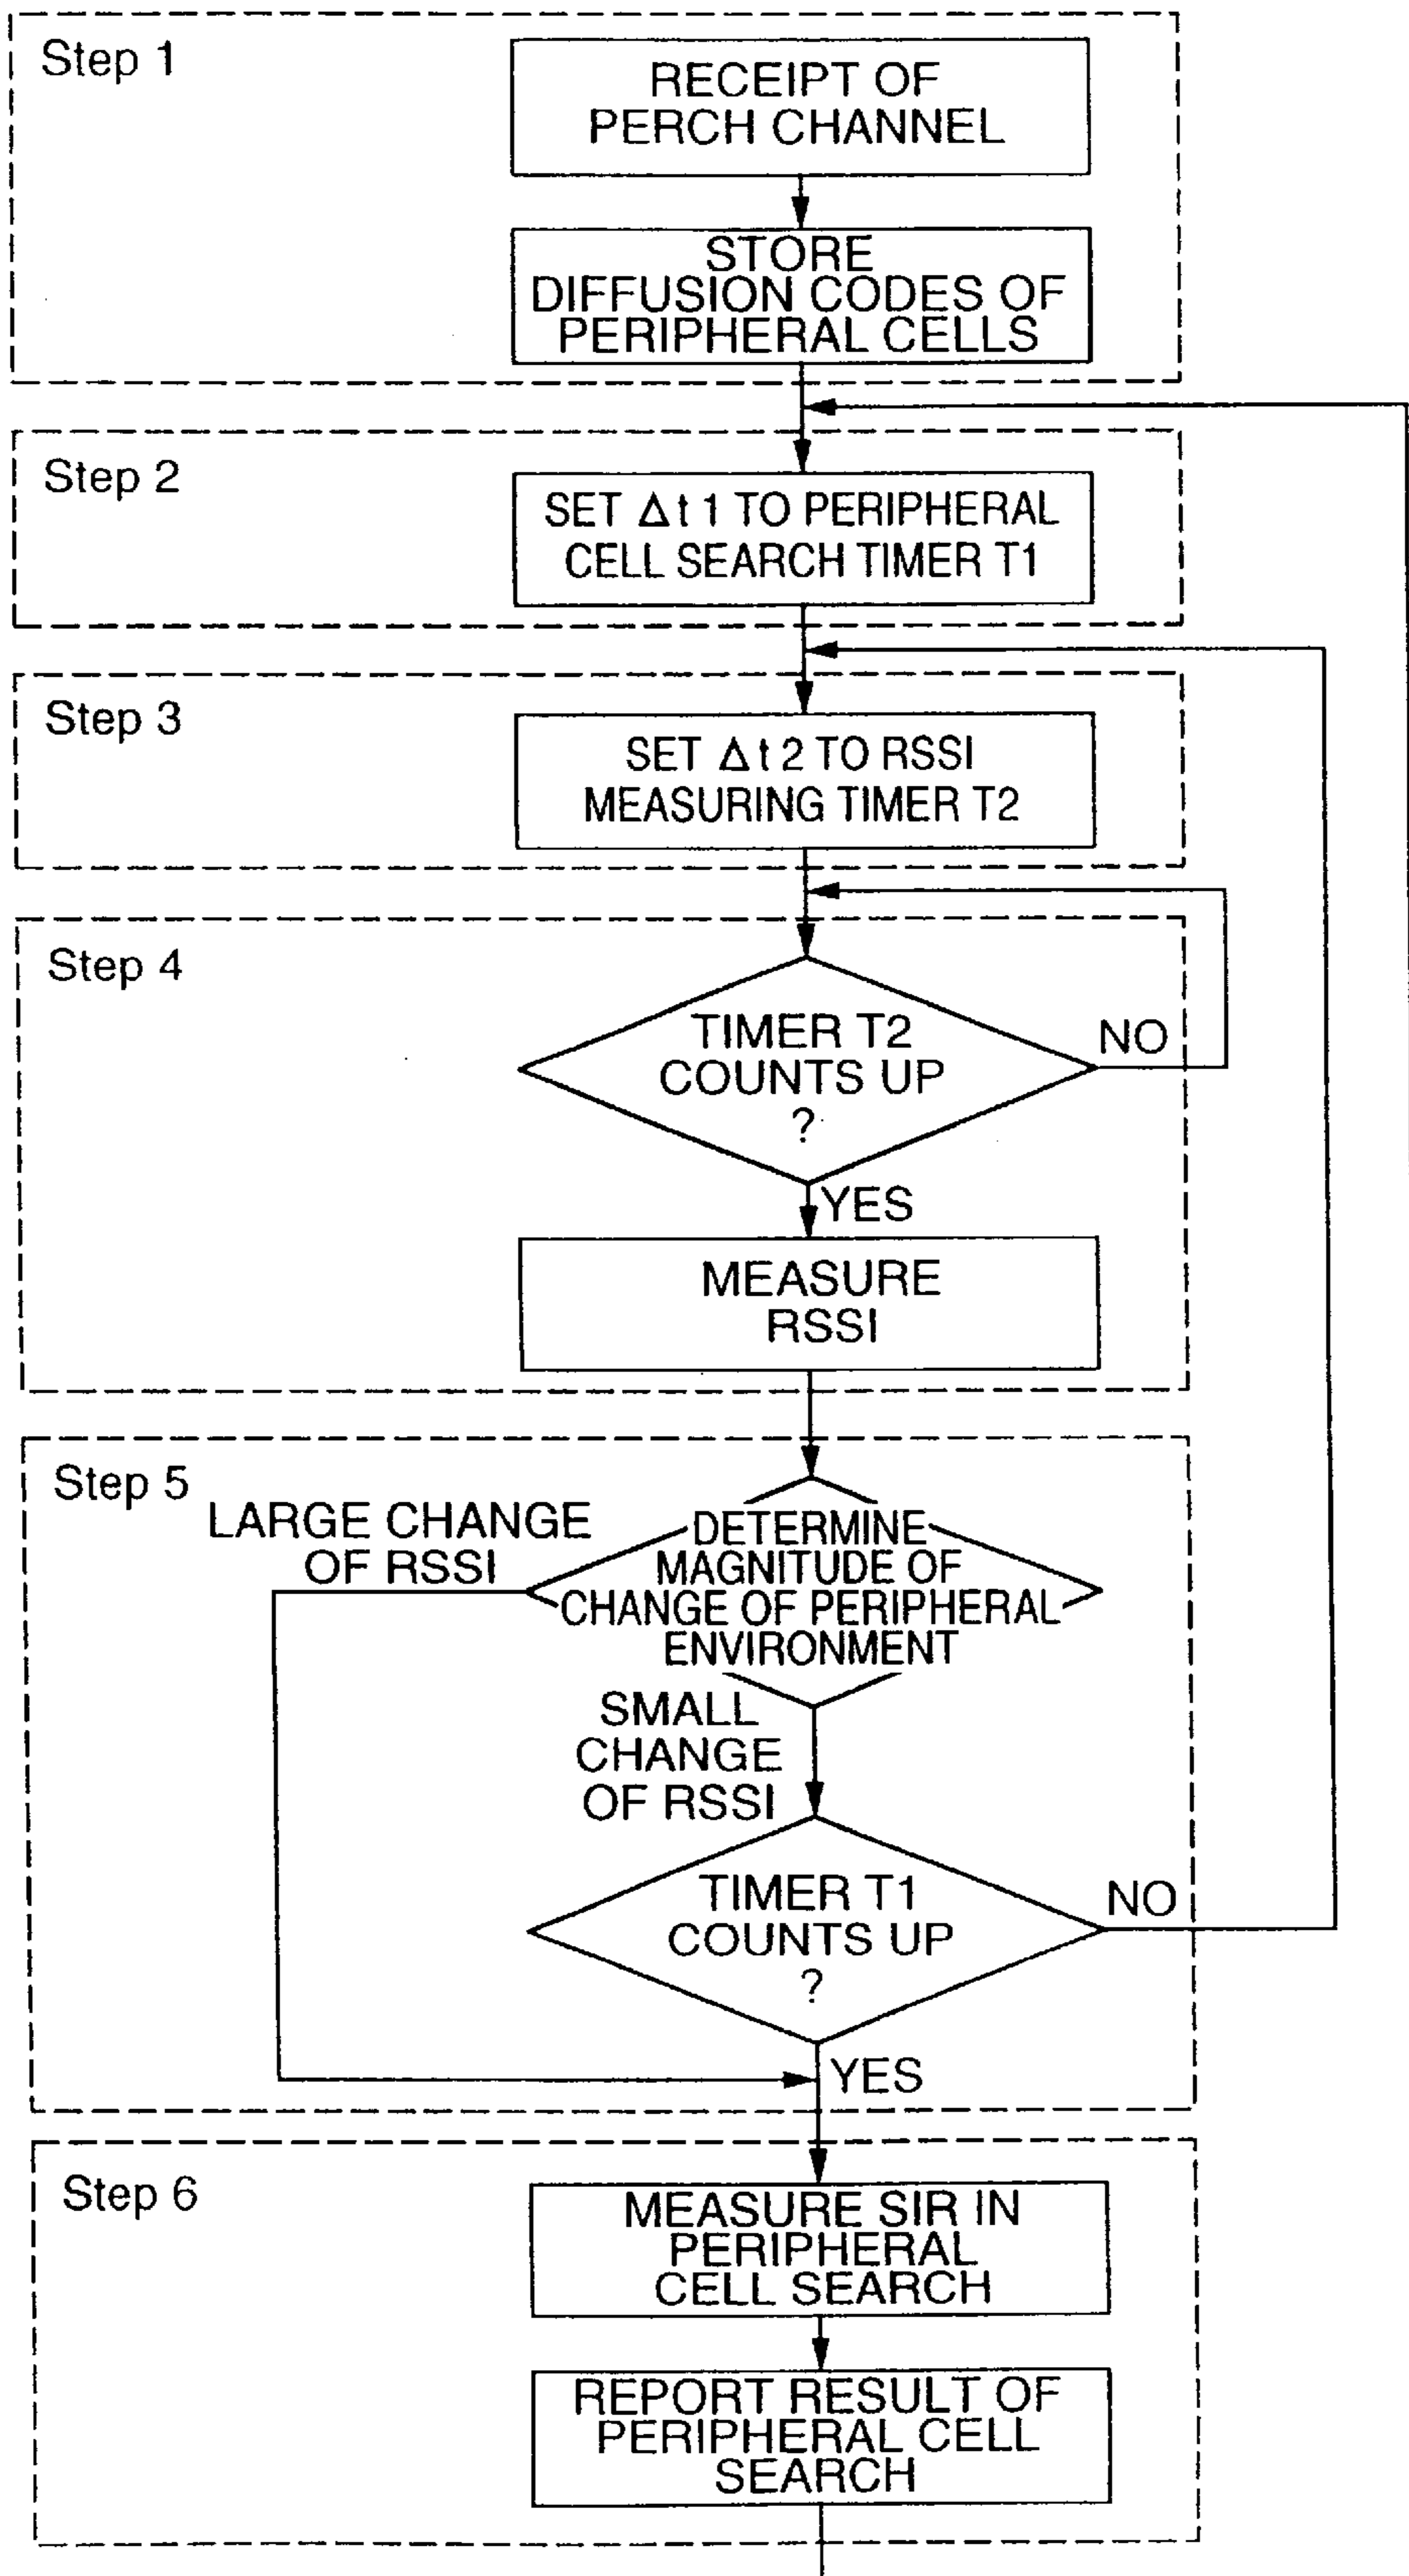 Step 1
RECEIPT OF
PERCH CHANNEL
STORE
DIFFUSION CODES OF
PERIPHERAL CELLS
Step 2
SET Δt 1 TO PERIPHERAL
CELL SEARCH TIMER T1
Step 3
SET Δt 2 TO RSSI
MEASURING TIMER T2
Step 4
TIMER T2
COUNTS UP
?
NO
YES
MEASURE
RSSI
Step 5
LARGE CHANGE
OF RSSI
DETERMINE
MAGNITUDE OF
CHANGE OF PERIPHERAL
ENVIRONMENT
SMALL
CHANGE
OF RSSI
TIMER T1
COUNTS UP
?
NO
YES
Step 6
MEASURE SIR IN
PERIPHERAL
CELL SEARCH
REPORT RESULT OF
PERIPHERAL CELL
SEARCH